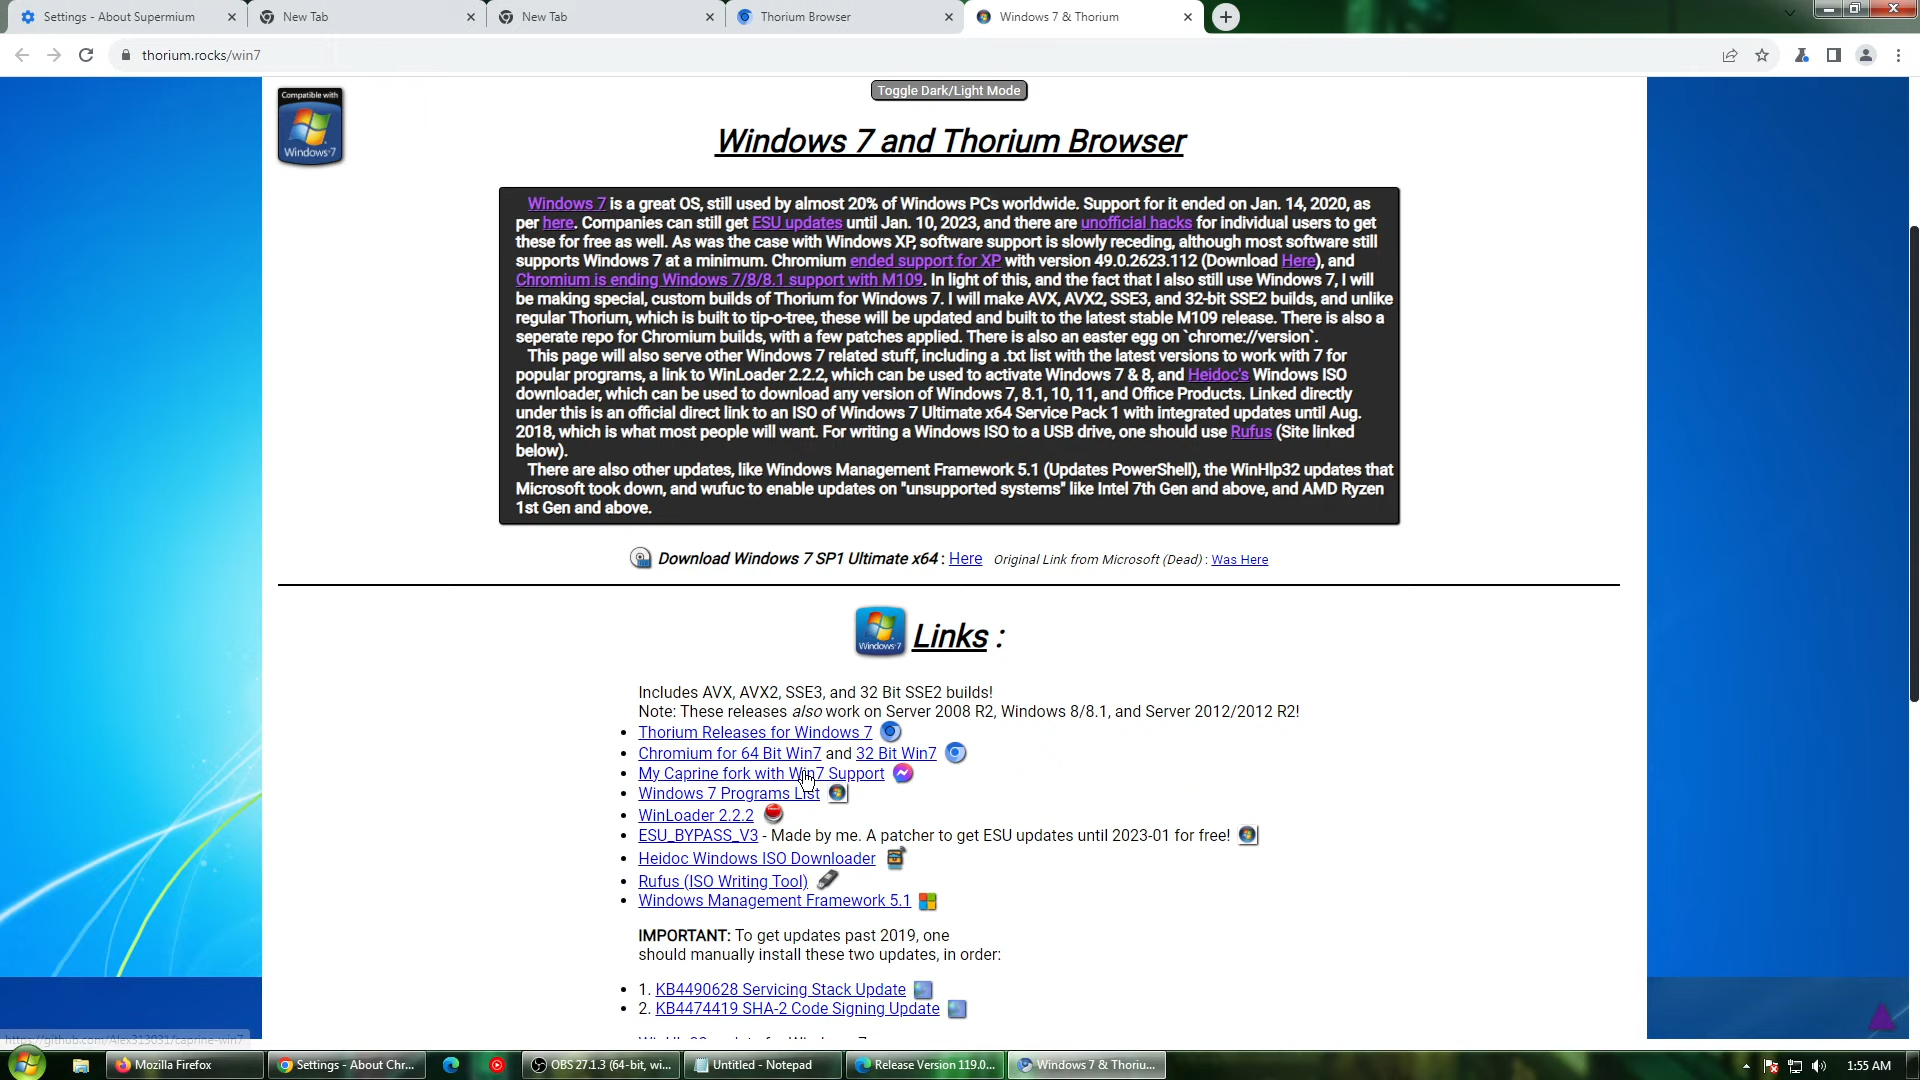 Settings - About Supermium
New Tab
New Tab
Thorium Browser
Windows 7 & Thorium
thorium.rocks/win7
Compatible with
Windows 7
Toggle Dark/Light Mode
Windows 7 and Thorium Browser
Windows 7 is a great OS, still used by almost 20% of Windows PCs worldwide. Support for it ended on Jan. 14, 2020, as
per here. Companies can still get ESU updates until Jan. 10, 2023, and there are unofficial hacks for individual users to get
these for free as well. As was the case with Windows XP, software support is slowly receding, although most software still
supports Windows 7 at a minimum. Chromium ended support for XP with version 49.0.2623.112 (Download Here), and
Chromium is ending Windows 7/8/8.1 support with M109. In light of this, and the fact that I also still use Windows 7, I will
be making special, custom builds of Thorium for Windows 7. I will make AVX, AVX2, SSE3, and 32-bit SSE2 builds, and unlike
regular Thorium, which is built to tip-o-tree, these will be updated and built to the latest stable M109 release. There is also a
seperate repo for Chromium builds, with a few patches applied. There is also an easter egg on `chrome://version`.
This page will also serve other Windows 7 related stuff, including a .txt list with the latest versions to work with 7 for
popular programs, a link to WinLoader 2.2.2, which can be used to activate Windows 7 & 8, and Heidoc's Windows ISO
downloader, which can be used to download any version of Windows 7, 8.1, 10, 11, and Office Products. Linked directly
under this is an official direct link to an ISO of Windows 7 Ultimate x64 Service Pack 1 with integrated updates until Aug.
2018, which is what most people will want. For writing a Windows ISO to a USB drive, one should use Rufus (Site linked
below).
There are also other updates, like Windows Management Framework 5.1 (Updates PowerShell), the WinHlp32 updates that
Microsoft took down, and wufuc to enable updates on "unsupported systems" like Intel 7th Gen and above, and AMD Ryzen
1st Gen and above.
Download Windows 7 SP1 Ultimate x64 : Here Original Link from Microsoft (Dead) : Was Here
Windows 7
Links :
Includes AVX, AVX2, SSE3, and 32 Bit SSE2 builds!
Note: These releases also work on Server 2008 R2, Windows 8/8.1, and Server 2012/2012 R2!
• Thorium Releases for Windows 7
• Chromium for 64 Bit Win7 and 32 Bit Win7
• My Caprine fork with Win7 Support
• Windows 7 Programs List
• WinLoader 2.2.2
• ESU_BYPASS_V3 - Made by me. A patcher to get ESU updates until 2023-01 for free!
• Heidoc Windows ISO Downloader
• Rufus (ISO Writing Tool)
• Windows Management Framework 5.1
IMPORTANT: To get updates past 2019, one
should manually install these two updates, in order:
• 1. KB4490628 Servicing Stack Update
• 2. KB4474419 SHA-2 Code Signing Update
https://github.com/Alex313031/caprine-win7
Mozilla Firefox
Settings - About Chr...
OBS 27.1.3 (64-bit, wi...
Untitled - Notepad
Release Version 119.0...
Windows 7 & Thoriu...
1:55 AM